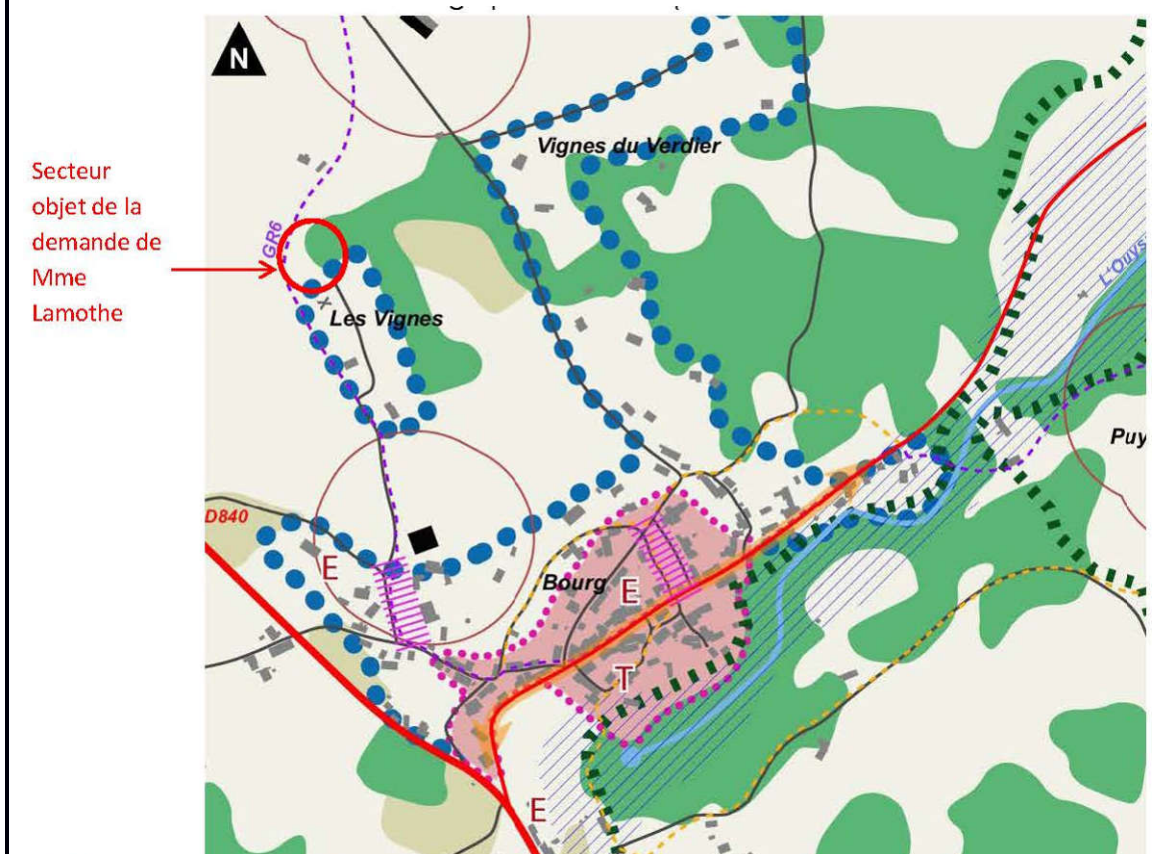 N
Secteur
objet de la
demande de
Mme
Lamothe
GR6
Vignes du Verdier
Les Vignes
L'Ouys
Puy
D840
E
Bourg
E
T
E